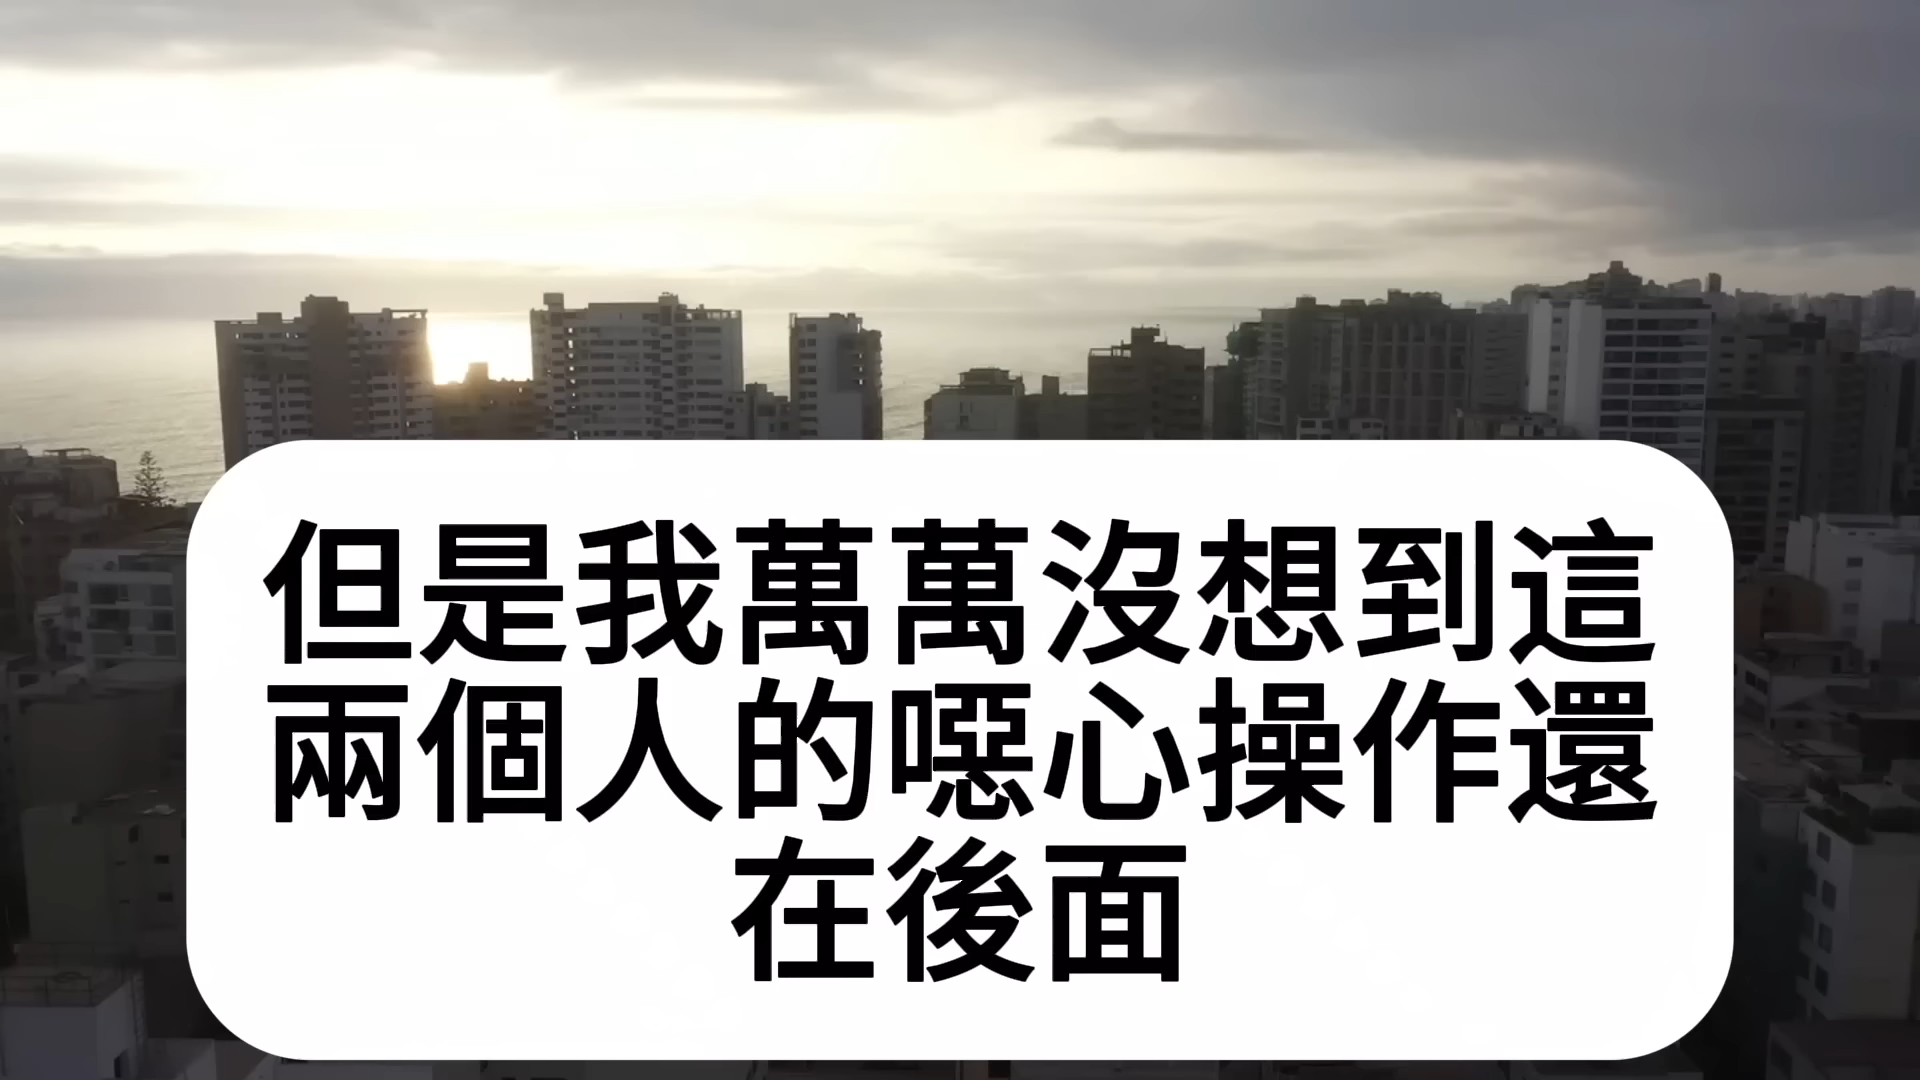 但是我萬萬沒想到這
兩個人的噁心操作還
在後面